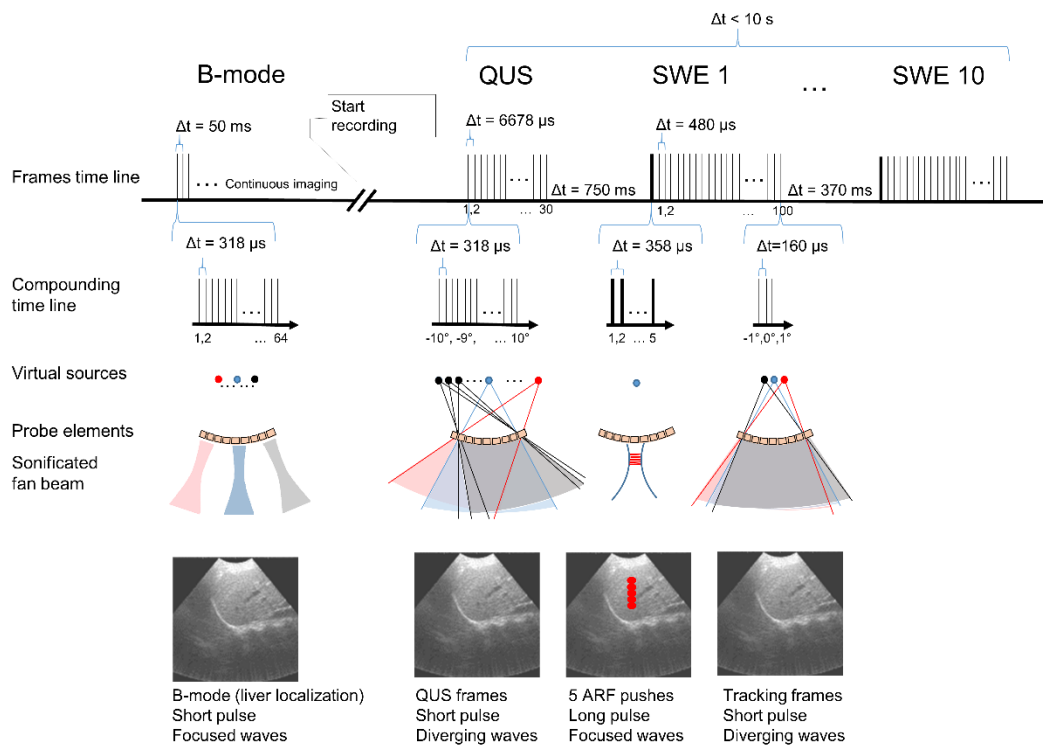 Δt < 10 s
B-mode
QUS
SWE 1
...
SWE 10
Start
recording
Δt = 50 ms
Δt = 6678 µs
Δt = 480 µs
Frames time line
... Continuous imaging
...
Δt = 750 ms
...
Δt = 370 ms
...
1,2
... 30
1,2
...
100
Δt = 318 µs
Δt = 318 µs
Δt = 358 µs
Δt=160 µs
Compounding
time line
...
...
...
1,2
... 64
-10°, -9°,
... 10°
1,2
... 5
-1°,0°,1°
Virtual sources
Probe elements
Sonificated
fan beam
B-mode (liver localization)
Short pulse
Focused waves
QUS frames
Short pulse
Diverging waves
5 ARF pushes
Long pulse
Focused waves
Tracking frames
Short pulse
Diverging waves